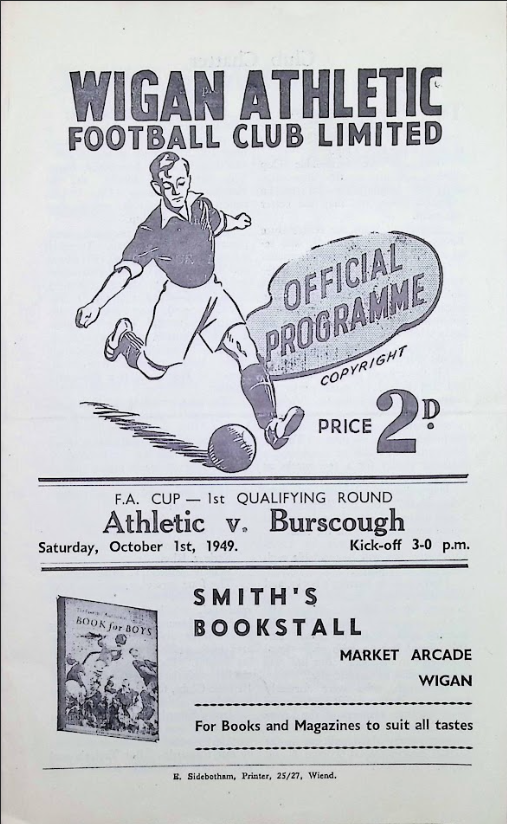 WIGAN ATHLETIC
FOOTBALL CLUB LIMITED
OFFICIAL
PROGRAMME
COPYRIGHT
PRICE 2D.
F.A. CUP — 1st QUALIFYING ROUND
Athletic v. Burscough
Saturday, October 1st, 1949. Kick-off 3-0 p.m.
BOOK for BOYS
SMITH'S
BOOKSTALL
MARKET ARCADE
WIGAN
For Books and Magazines to suit all tastes
E. Sidebotham, Printer, 25/27, Wiend.